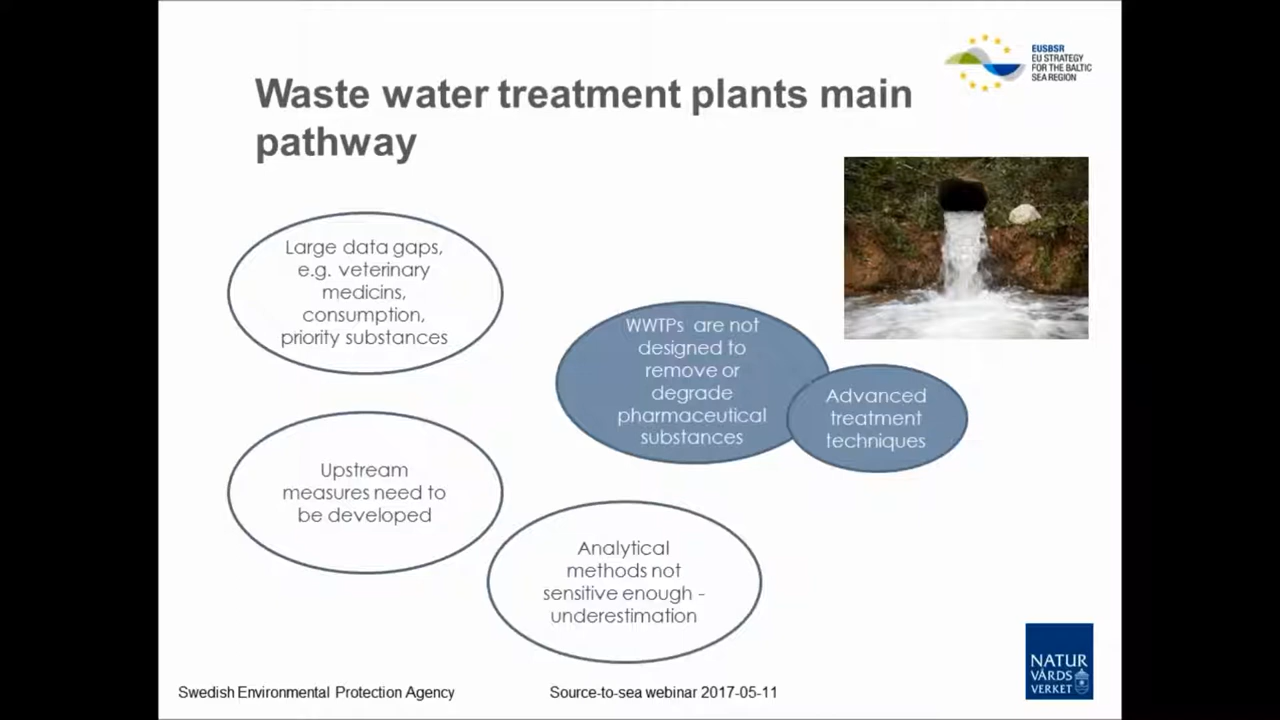 EUSBSR
EU STRATEGY
FOR THE BALTIC
SEA REGION
Waste water treatment plants main
pathway
Large data gaps,
e.g. veterinary
medicins,
consumption,
priority substances
WWTPs are not
designed to
remove or
degrade
pharmaceutical
substances
Advanced
treatment
techniques
Upstream
measures need to
be developed
Analytical
methods not
sensitive enough -
underestimation
NATUR
VÅRDS
VERKET
Swedish Environmental Protection Agency
Source-to-sea webinar 2017-05-11